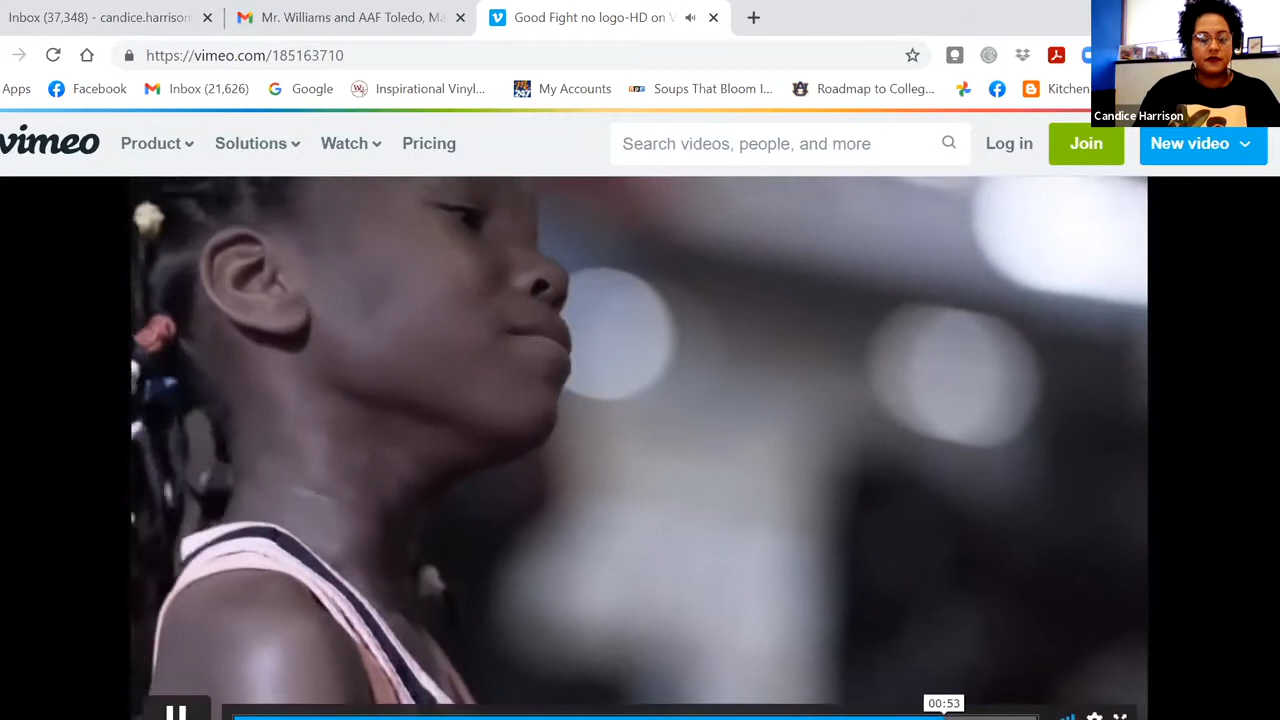 Inbox (37,348) - candice.harrison
Mr. Williams and AAF Toledo, Ma
Good Fight no logo-HD on V
https://vimeo.com/185163710
Apps
Facebook
Inbox (21,626)
Google
Inspirational Vinyl...
My Accounts
Soups That Bloom I...
Roadmap to Colleg...
Kitchen
Candice Harrison
vimeo
Product
Solutions
Watch
Pricing
Search videos, people, and more
Log in
Join
New video
00:53